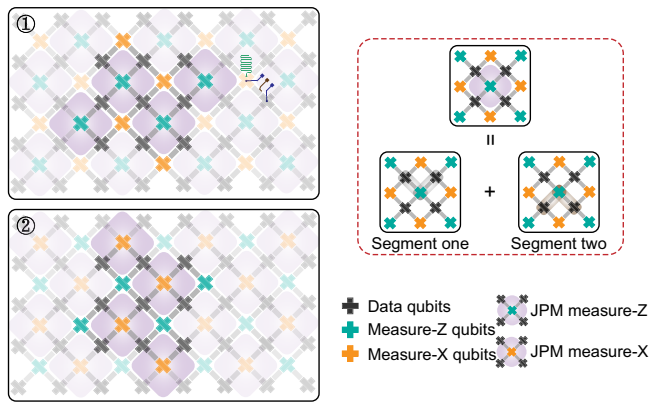 ①
=
+
Segment one
Segment two
②
Data qubits
JPM measure-Z
Measure-Z qubits
Measure-X qubits
JPM measure-X